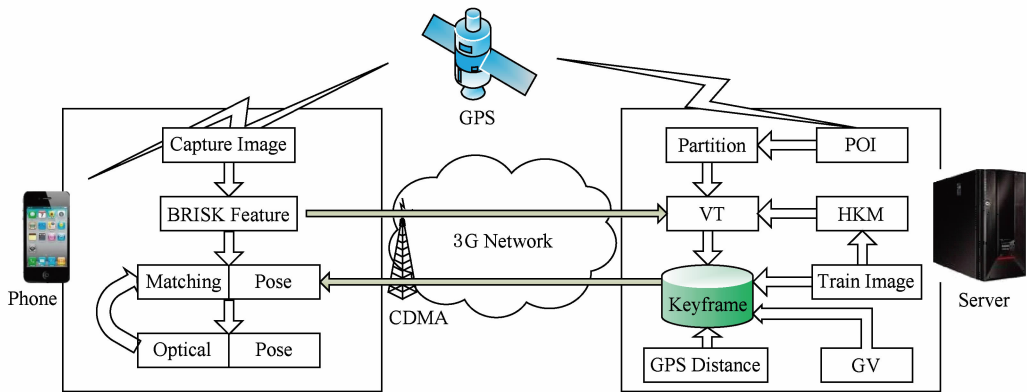 GPS
Capture Image
Partition
POI
BRISK Feature
3G Network
VT
HKM
Phone
Matching
Pose
CDMA
Keyframe
Train Image
Server
Optical
Pose
GPS Distance
GV